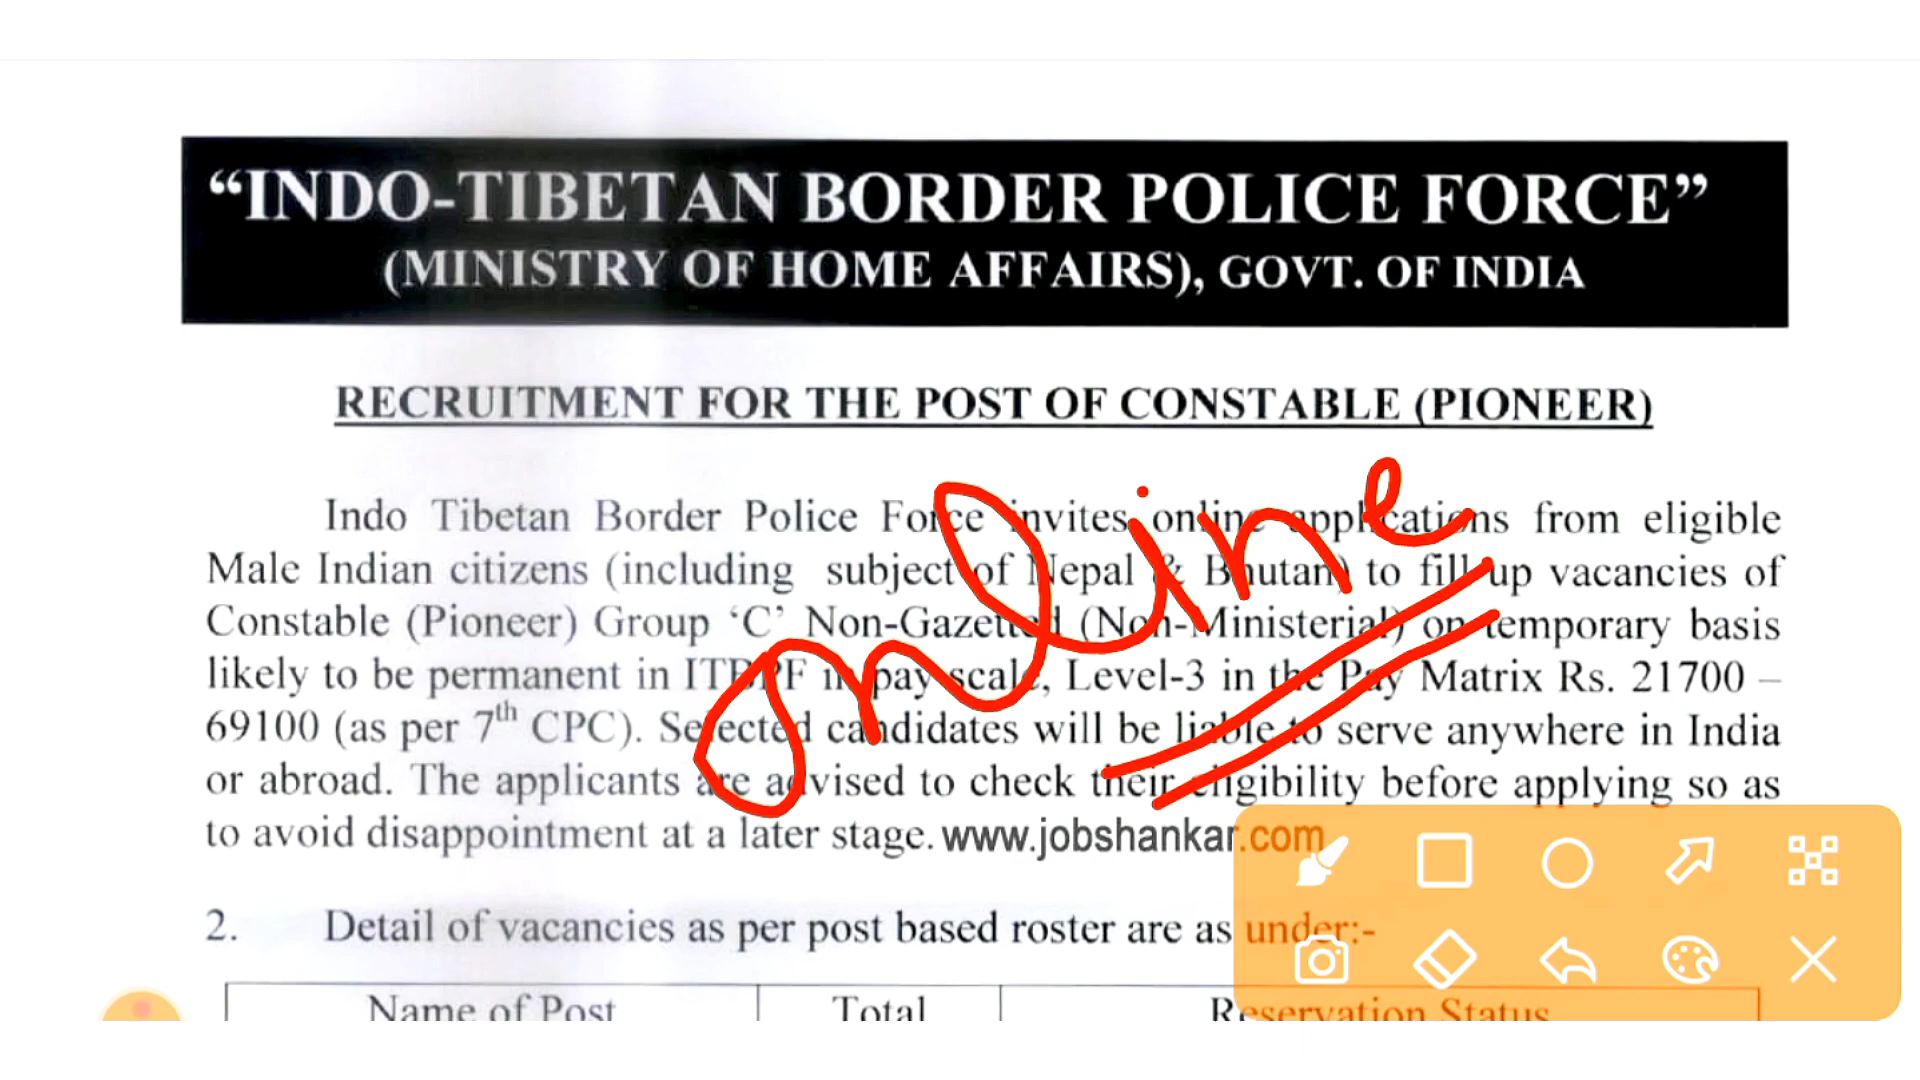 “INDO-TIBETAN BORDER POLICE FORCE”
(MINISTRY OF HOME AFFAIRS), GOVT. OF INDIA
RECRUITMENT FOR THE POST OF CONSTABLE (PIONEER)
Indo Tibetan Border Police Force invites online applications from eligible
Male Indian citizens (including subject of Nepal & Bhutan) to fill up vacancies of
Constable (Pioneer) Group ‘C’ Non-Gazetted (Non-Ministerial) on temporary basis
likely to be permanent in ITBPF in pay scale, Level-3 in the Pay Matrix Rs. 21700 –
69100 (as per 7th CPC). Selected candidates will be liable to serve anywhere in India
or abroad. The applicants are advised to check their eligibility before applying so as
to avoid disappointment at a later stage. www.jobshankar.com
online
2. Detail of vacancies as per post based roster are as under:-
Name of Post Total Reservation Status